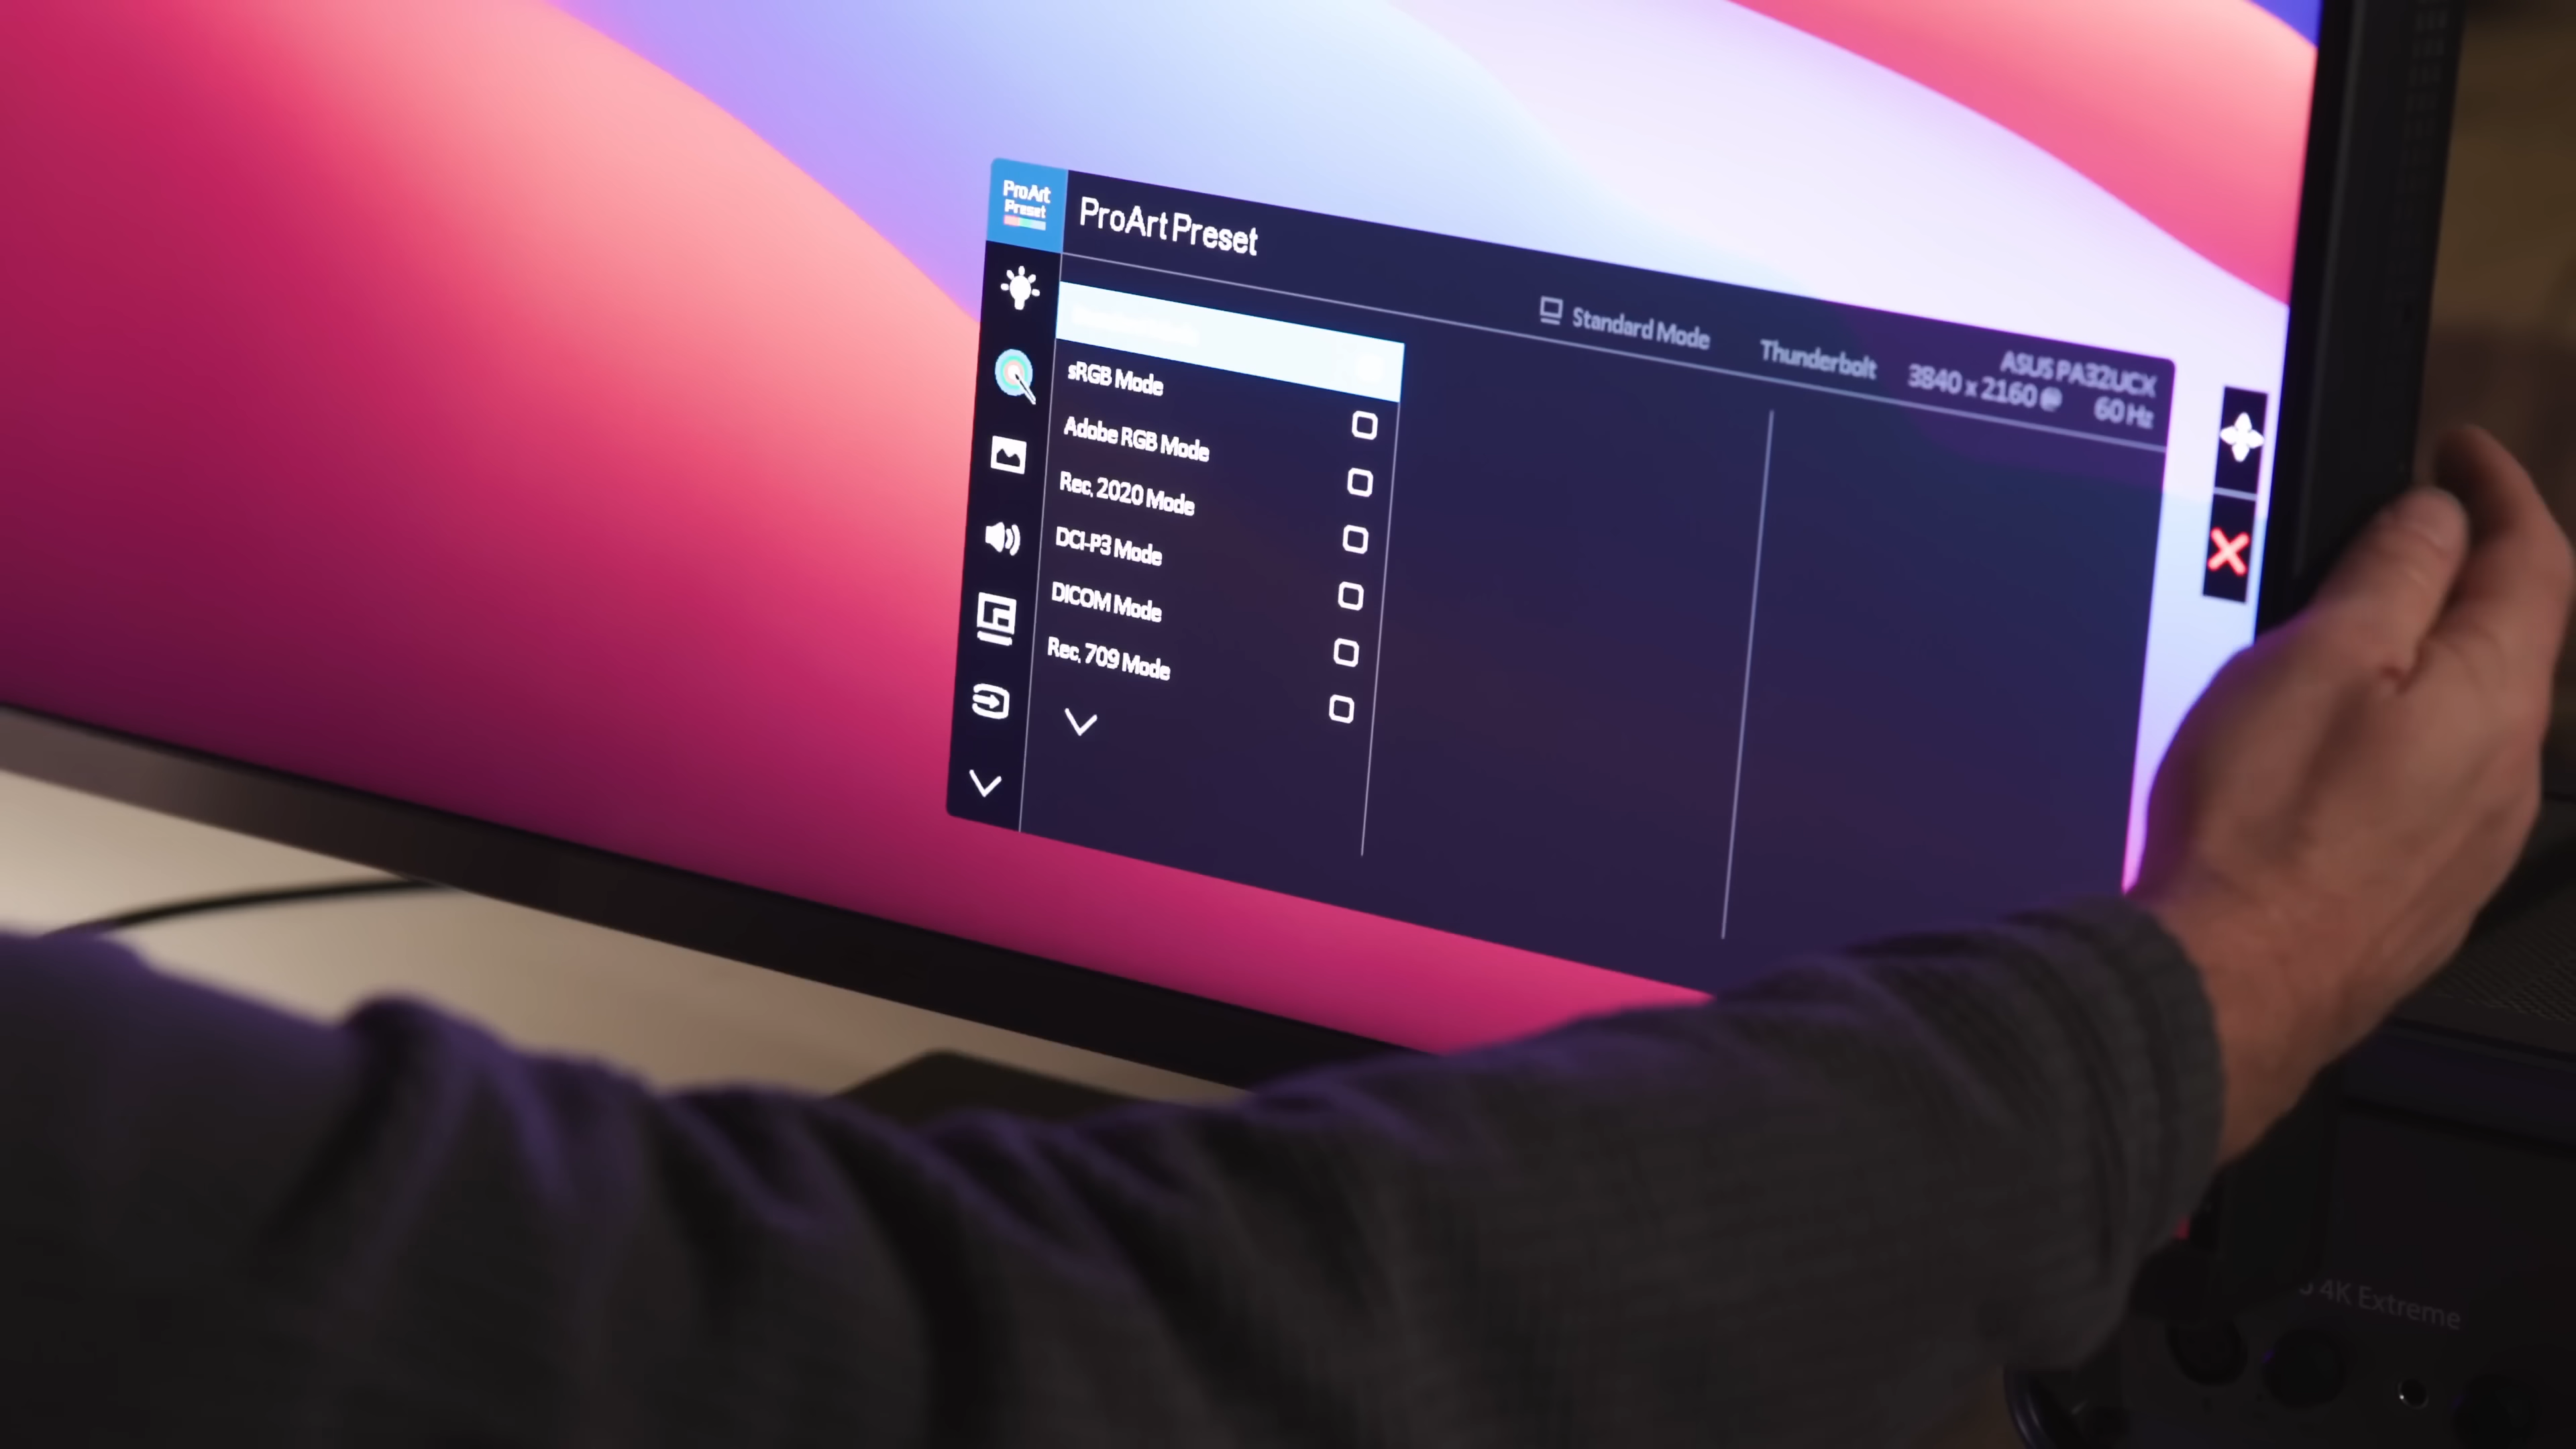 ProArt
Preset
ProArt Preset
Standard Mode
Thunderbolt
ASUS PA32UCX
3840 x 2160 @ 60 Hz
sRGB Mode
Adobe RGB Mode
Rec. 2020 Mode
DCI-P3 Mode
DICOM Mode
Rec. 709 Mode
4K Extreme